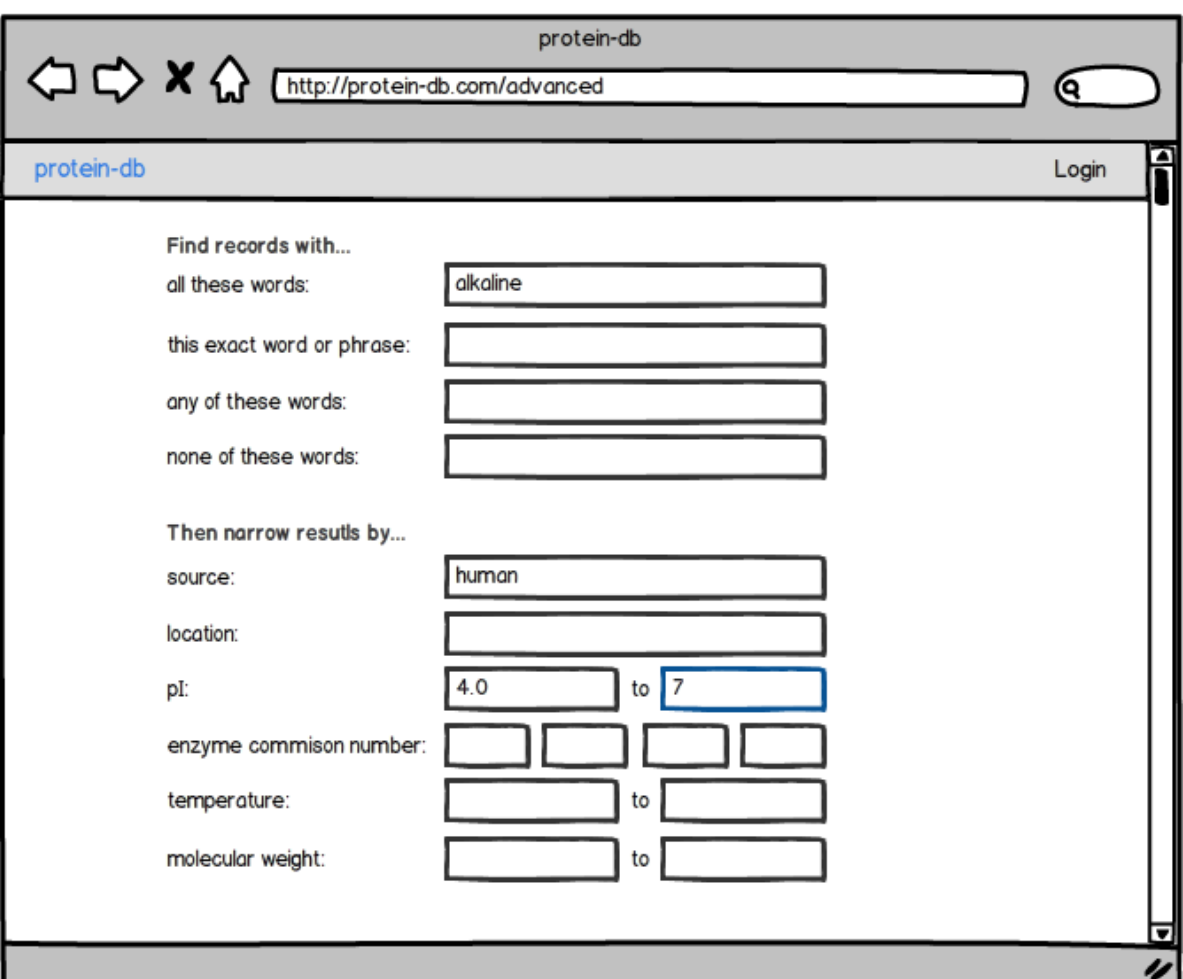 protein-db
http://protein-db.com/advanced
protein-db Login
Find records with...
all these words: alkaline
this exact word or phrase:
any of these words:
none of these words:
Then narrow resutls by...
source: human
location:
pI: 4.0 to 7
enzyme commison number:
temperature: to
molecular weight: to